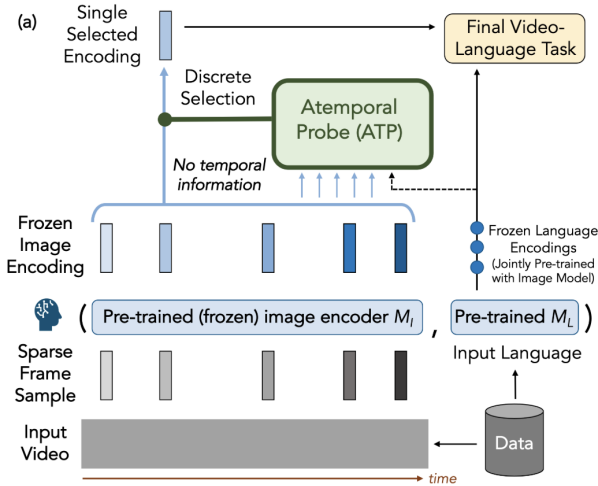 (a)
Single
Selected
Encoding
Final Video-
Language Task
Discrete
Selection
Atemporal
Probe (ATP)
No temporal
information
Frozen
Image
Encoding
Frozen Language
Encodings
(Jointly Pre-trained
with Image Model)
( Pre-trained (frozen) image encoder M_I , Pre-trained M_L )
Sparse
Frame
Sample
Input Language
Input
Video
Data
time